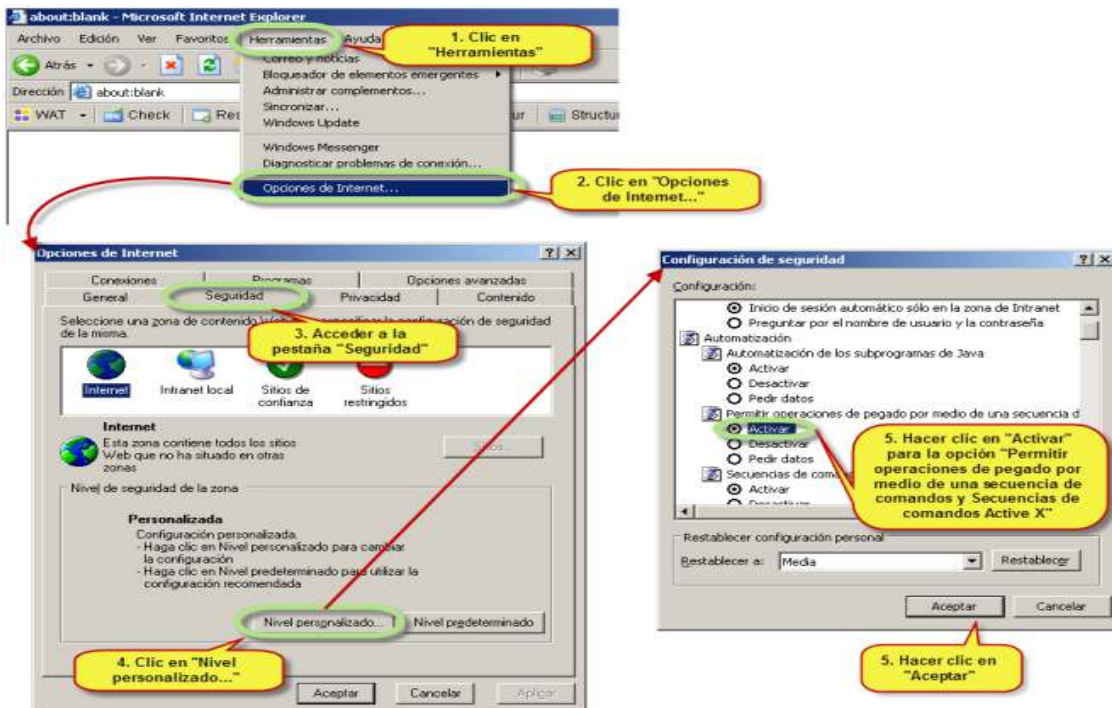 about:blank - Microsoft Internet Explorer
Archivo Edición Ver Favoritos Herramientas Ayuda
1. Clic en
"Herramientas"
Atrás
Correo y noticias
Bloqueador de elementos emergentes
Administrar complementos...
Sincronizar...
Windows Update
Windows Messenger
Diagnosticar problemas de conexión...
Opciones de Internet...
Dirección about:blank
WAT Check
2. Clic en "Opciones
de Internet..."
Opciones de Internet
Conexiones Programas Opciones avanzadas
General Seguridad Privacidad Contenido
Seleccione una zona de contenido Web
configuración de seguridad
de la misma.
3. Acceder a la
pestaña "Seguridad"
Internet Intranet local Sitios de
confianza Sitios
restringidos
Internet
Esta zona contiene todos los sitios
Web que no ha situado en otras
zonas
Sitios...
Nivel de seguridad de la zona
Personalizada
Configuración personalizada.
- Haga clic en Nivel personalizado para cambiar
la configuración
- Haga clic en Nivel predeterminado para utilizar la
configuración recomendada
Nivel personalizado... Nivel predeterminado
4. Clic en "Nivel
personalizado..."
Aceptar Cancelar Aplicar
Configuración de seguridad
Configuración:
Inicio de sesión automático sólo en la zona de Intranet
Preguntar por el nombre de usuario y la contraseña
Automatización
Automatización de los subprogramas de Java
Activar
Desactivar
Pedir datos
Permitir operaciones de pegado por medio de una secuencia d
Activar
Desactivar
Pedir datos
Secuencias de
Activar
Desactivar
5. Hacer clic en "Activar"
para la opción "Permitir
operaciones de pegado por
medio de una secuencia de
comandos y Secuencias de
comandos Active X"
Restablecer configuración personal
Restablecer a: Media Restablecer
Aceptar Cancelar
5. Hacer clic en
"Aceptar"